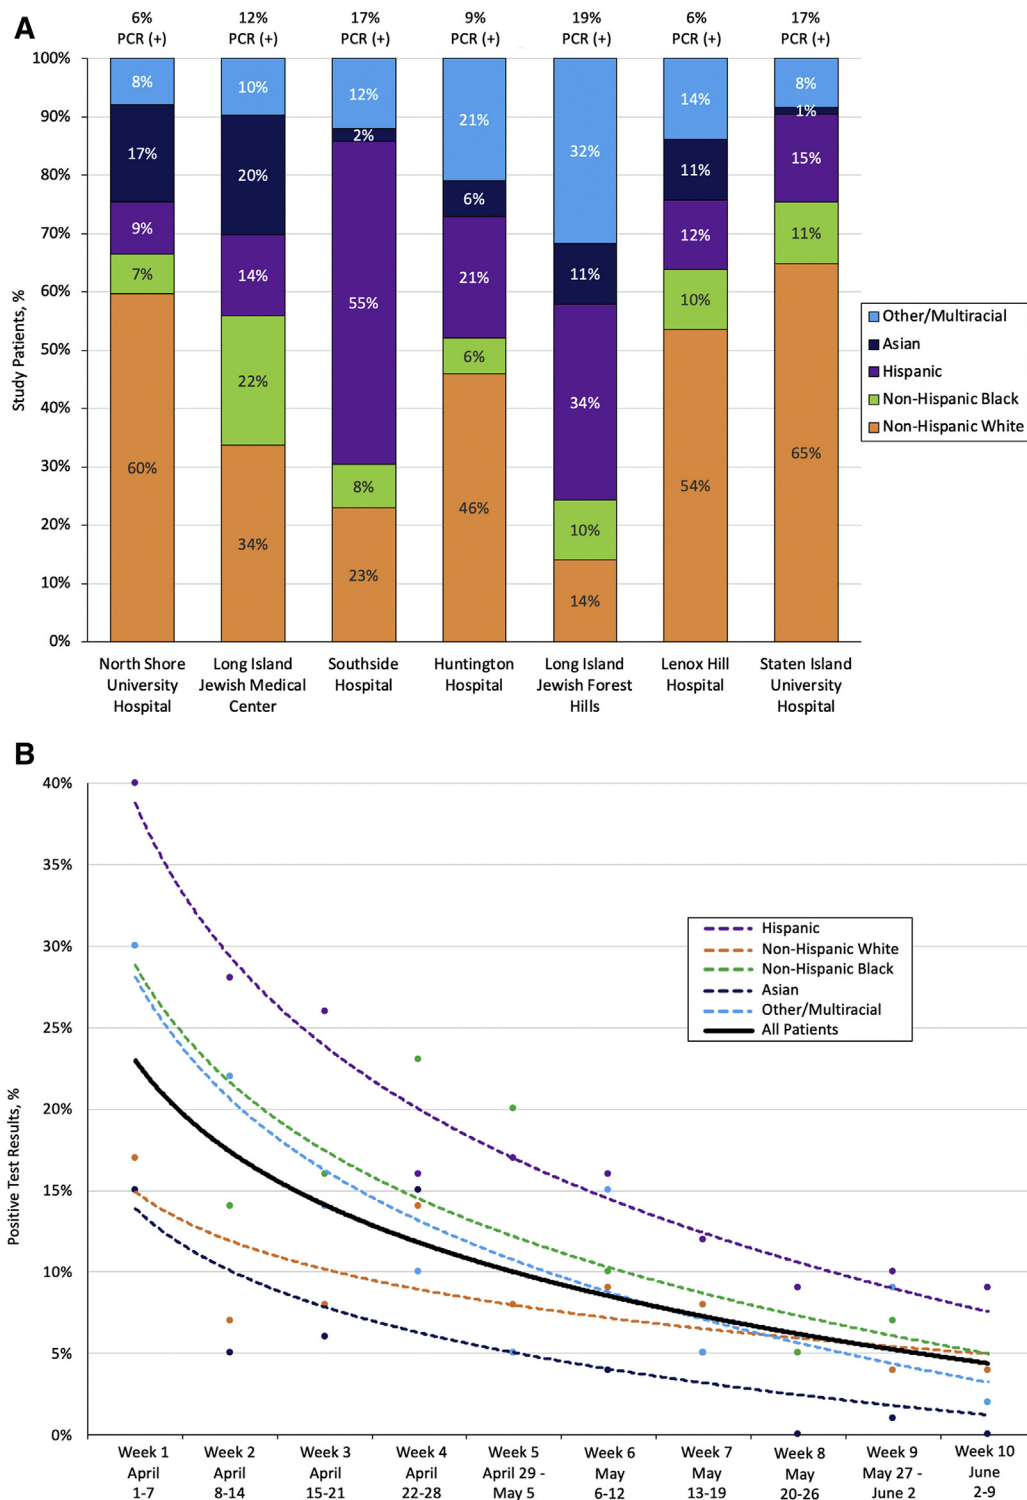 A
6% 12% 17% 9% 19% 6% 17%
PCR (+) PCR (+) PCR (+) PCR (+) PCR (+) PCR (+) PCR (+)
Study Patients, %
100%
90%
80%
70%
60%
50%
40%
30%
20%
10%
0%
8%
17%
9%
7%
60%
10%
20%
14%
22%
34%
12%
2%
55%
8%
23%
21%
6%
21%
6%
46%
32%
11%
34%
10%
14%
14%
11%
12%
10%
54%
8%
1%
15%
11%
65%
North Shore
University
Hospital
Long Island
Jewish Medical
Center
Southside
Hospital
Huntington
Hospital
Long Island
Jewish Forest
Hills
Lenox Hill
Hospital
Staten Island
University
Hospital
Other/Multiracial
Asian
Hispanic
Non-Hispanic Black
Non-Hispanic White
B
Positive Test Results, %
40%
35%
30%
25%
20%
15%
10%
5%
0%
Hispanic
Non-Hispanic White
Non-Hispanic Black
Asian
Other/Multiracial
All Patients
Week 1
April
1-7
Week 2
April
8-14
Week 3
April
15-21
Week 4
April
22-28
Week 5
April 29 -
May 5
Week 6
May
6-12
Week 7
May
13-19
Week 8
May
20-26
Week 9
May 27 -
June 2
Week 10
June
2-9